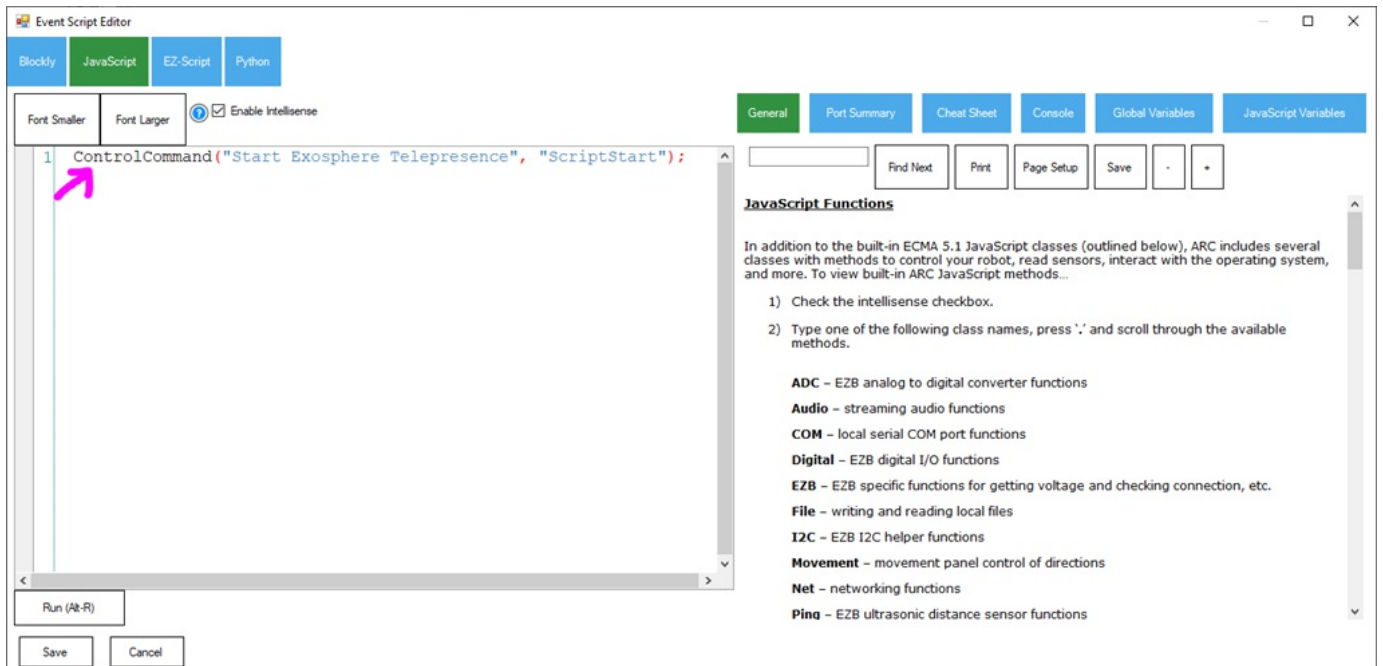 Event Script Editor
Blockly
JavaScript
EZ-Script
Python
Font Smaller
Font Larger
Enable Intellisense
1 ControlCommand("Start Exosphere Telepresence", "ScriptStart");
Run (Alt-R)
Save
Cancel
General
Port Summary
Cheat Sheet
Console
Global Variables
JavaScript Variables
Find Next
Print
Page Setup
Save
-
+
JavaScript Functions
In addition to the built-in ECMA 5.1 JavaScript classes (outlined below), ARC includes several
classes with methods to control your robot, read sensors, interact with the operating system,
and more. To view built-in ARC JavaScript methods...
1) Check the intellisense checkbox.
2) Type one of the following class names, press '.' and scroll through the available
methods.
ADC – EZB analog to digital converter functions
Audio – streaming audio functions
COM – local serial COM port functions
Digital – EZB digital I/O functions
EZB – EZB specific functions for getting voltage and checking connection, etc.
File – writing and reading local files
I2C – EZB I2C helper functions
Movement – movement panel control of directions
Net – networking functions
Ping – EZB ultrasonic distance sensor functions